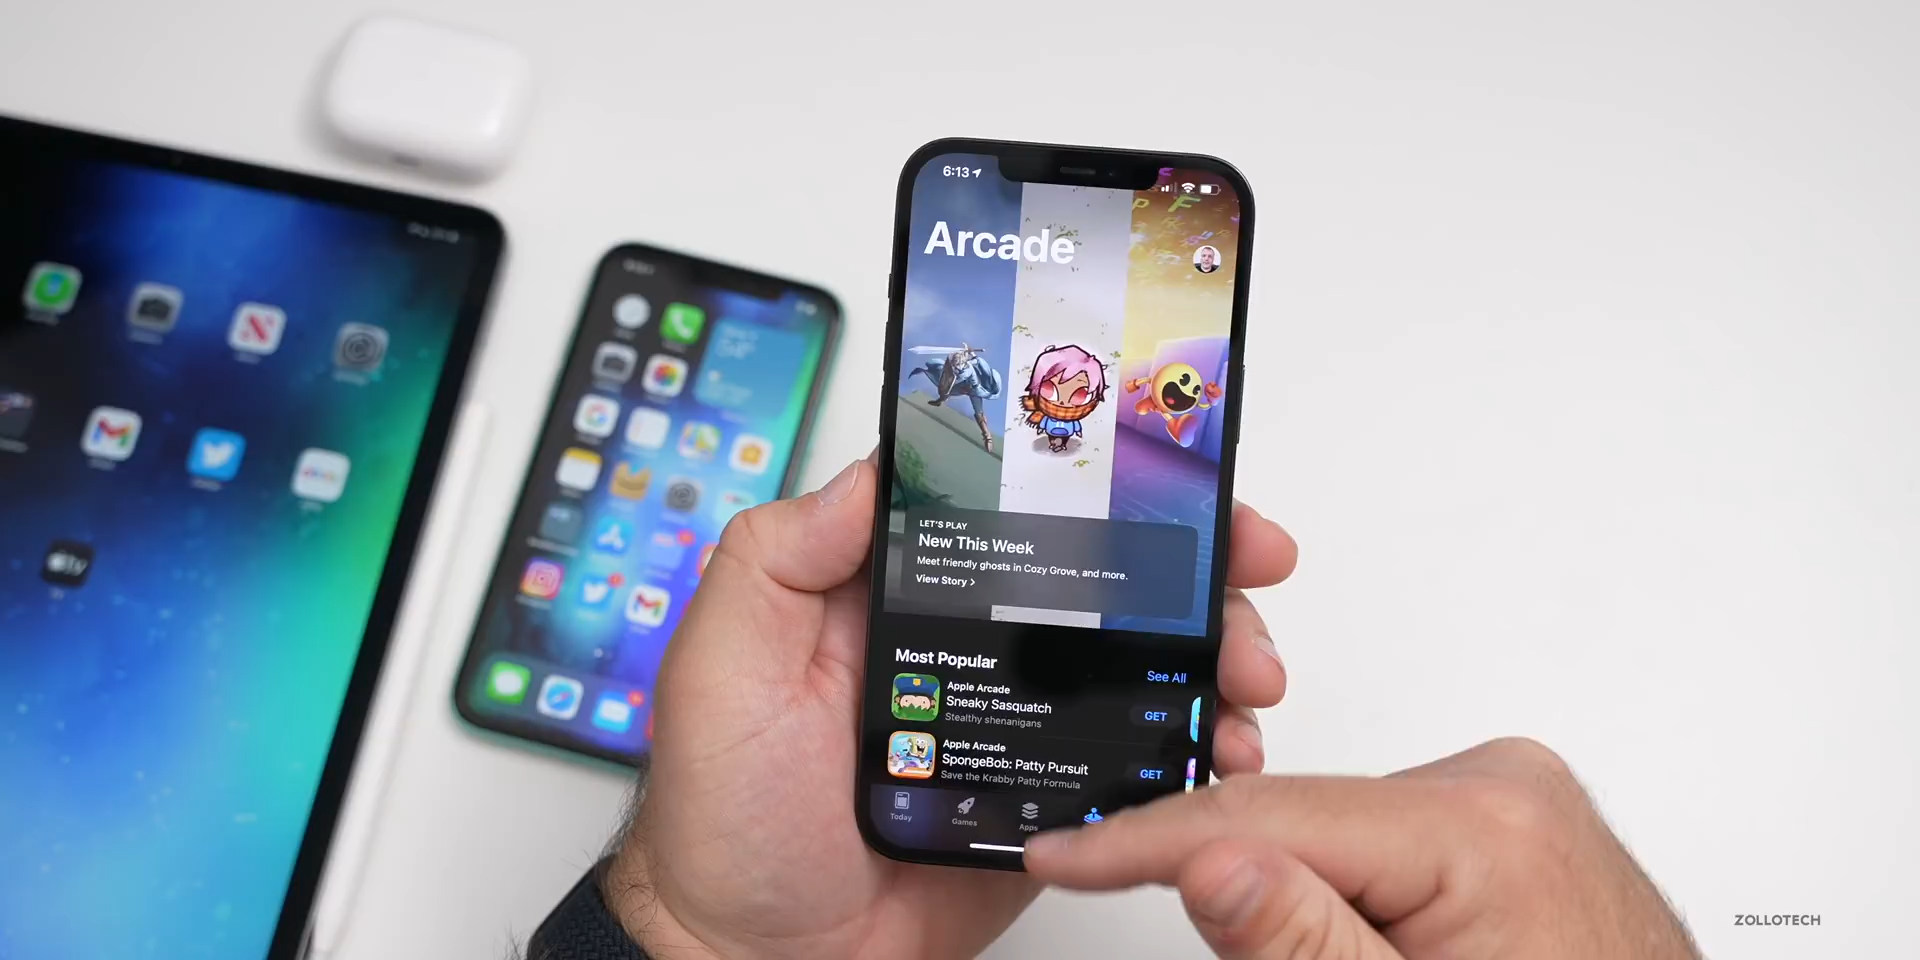 6:13
Arcade
LET'S PLAY
New This Week
Meet friendly ghosts in Cozy Grove, and more.
View Story >
Most Popular
See All
Apple Arcade
Sneaky Sasquatch
Stealthy shenanigans
GET
Apple Arcade
SpongeBob: Patty Pursuit
Save the Krabby Patty Formula
GET
Today
Games
Apps
ZOLLOTECH